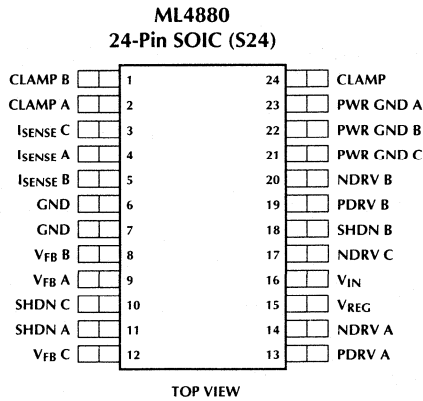 ML4880
24-Pin SOIC (S24)
CLAMP B 1 24 CLAMP
CLAMP A 2 23 PWR GND A
ISENSE C 3 22 PWR GND B
ISENSE A 4 21 PWR GND C
ISENSE B 5 20 NDRV B
GND 6 19 PDRV B
GND 7 18 SHDN B
VFB B 8 17 NDRV C
VFB A 9 16 VIN
SHDN C 10 15 VREG
SHDN A 11 14 NDRV A
VFB C 12 13 PDRV A
TOP VIEW